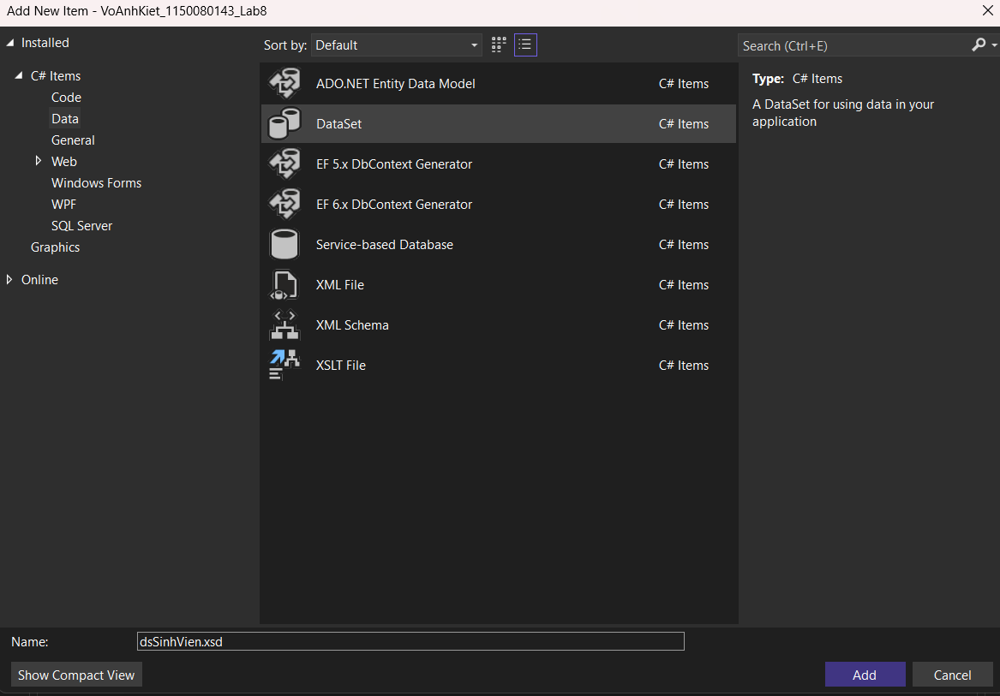 Add New Item - VoAnhKiet_1150080143_Lab8
Installed
C# Items
Code
Data
General
Web
Windows Forms
WPF
SQL Server
Graphics
Online
Sort by: Default
ADO.NET Entity Data Model C# Items
DataSet C# Items
EF 5.x DbContext Generator C# Items
EF 6.x DbContext Generator C# Items
Service-based Database C# Items
XML File C# Items
XML Schema C# Items
XSLT File C# Items
Search (Ctrl+E)
Type: C# Items
A DataSet for using data in your
application
Name: dsSinhVien.xsd
Show Compact View
Add Cancel